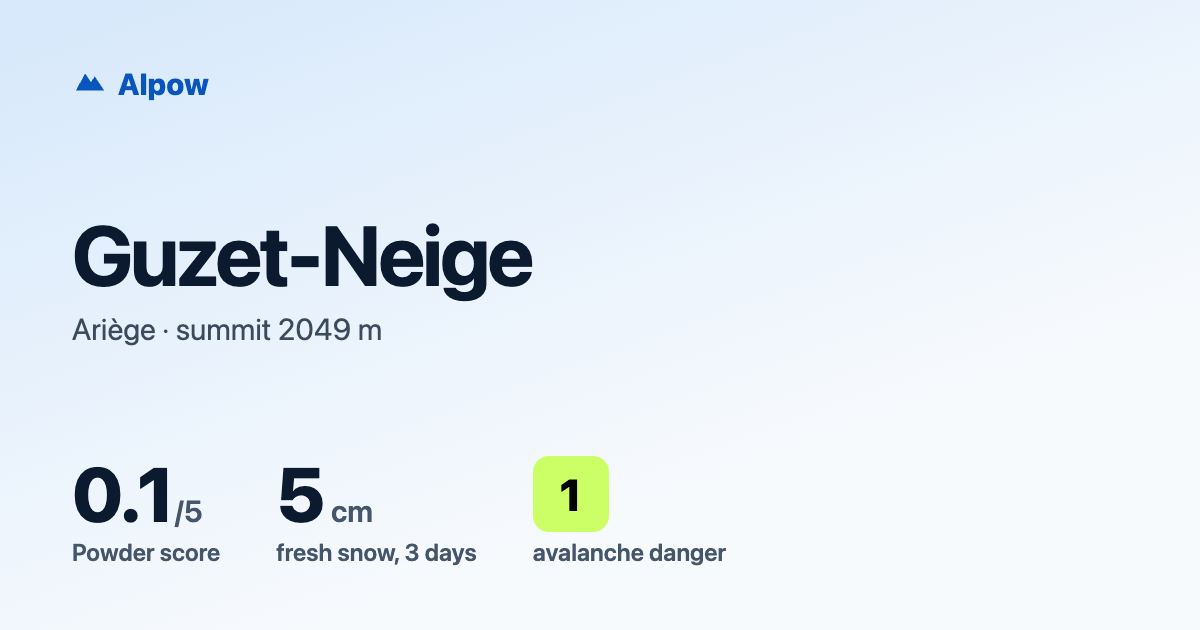 Alpow
Guzet-Neige
Ariège · summit 2049 m
0.1/5
Powder score
5 cm
fresh snow, 3 days
1
avalanche danger